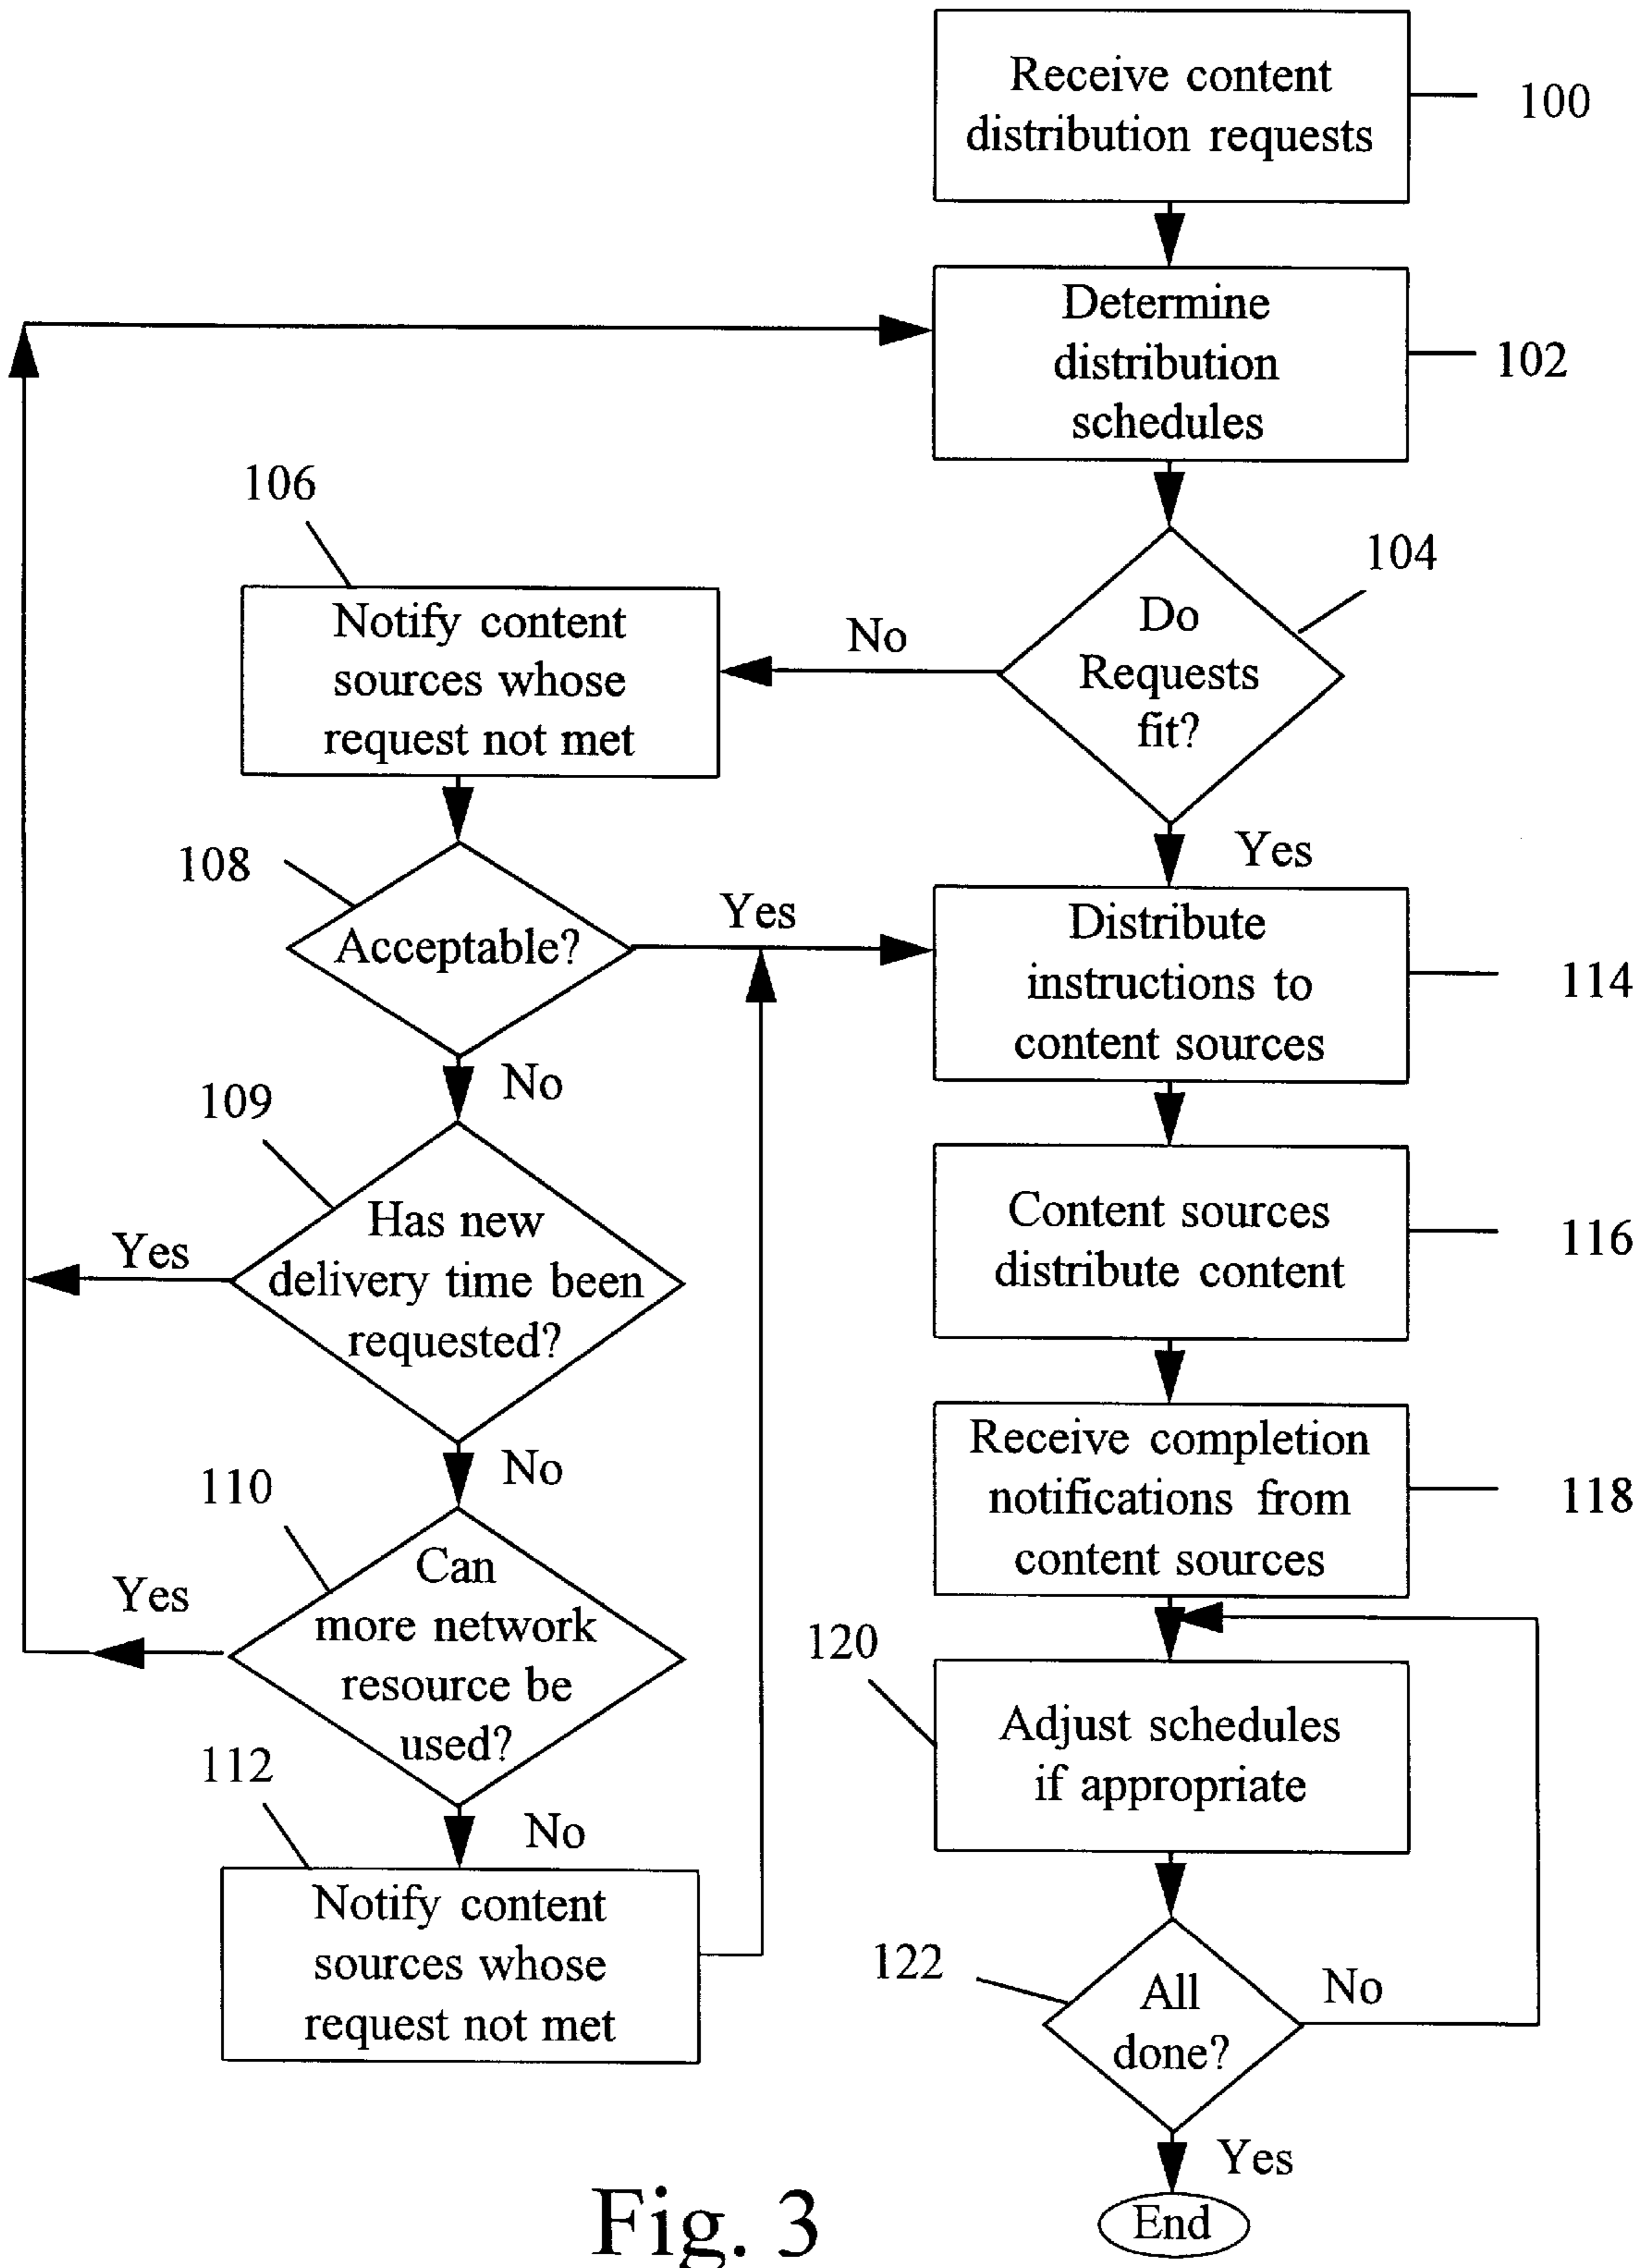 Receive content
distribution requests
100
Determine
distribution
schedules
102
106
104
Notify content
sources whose
request not met
No
Do
Requests
fit?
108
Yes
Acceptable?
Yes
Distribute
instructions to
content sources
114
No
109
Has new
delivery time been
requested?
Yes
Content sources
distribute content
116
No
110
Can
more network
resource be
used?
Yes
Receive completion
notifications from
content sources
118
120
Adjust schedules
if appropriate
112
No
Notify content
sources whose
request not met
122
All
done?
No
Yes
End
Fig. 3